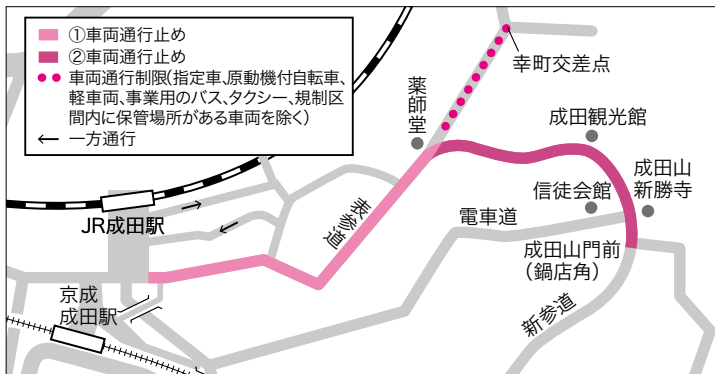 ①車両通行止め
②車両通行止め
車両通行制限(指定車、原動機付自転車、
軽車両、事業用のバス、タクシー、規制区
間内に保管場所がある車両を除く)
← 一方通行
幸町交差点
薬師堂
成田観光館
成田山
新勝寺
信徒会館
電車道
表参道
JR成田駅
成田山門前
(鍋店角)
新参道
京成
成田駅